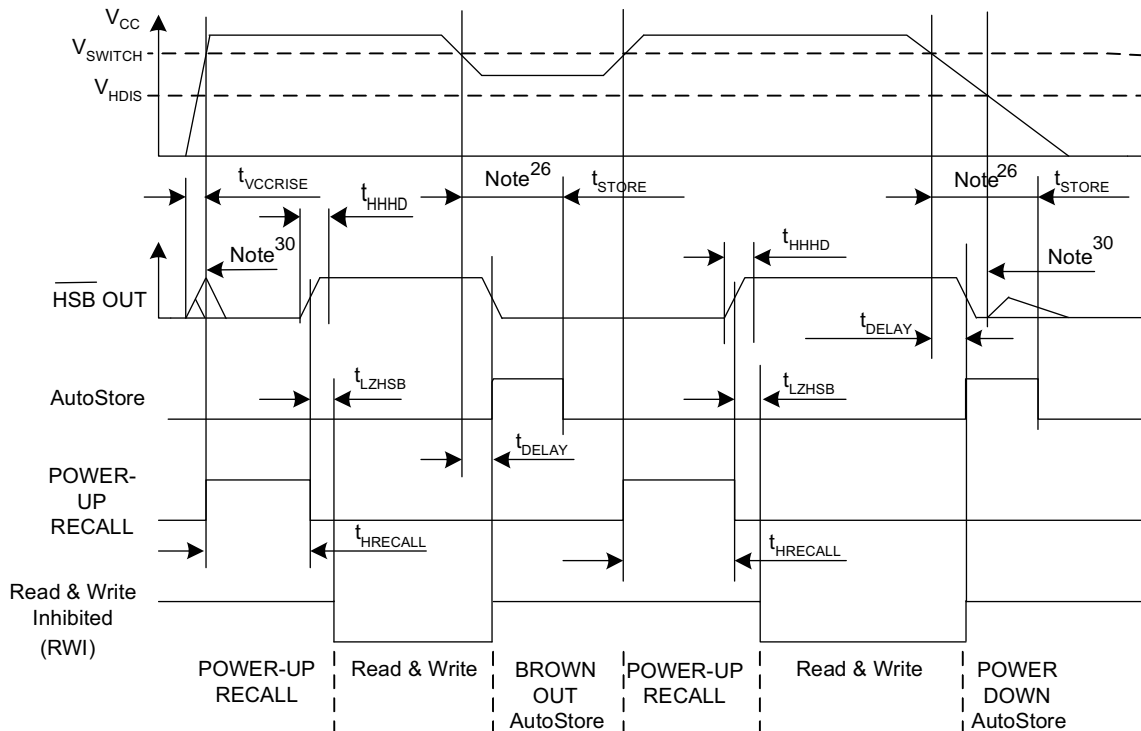 VCC
VSWITCH
VHDIS
tVCCRISE
Note26
tSTORE
Note26
tSTORE
tHHHD
Note30
tHHHD
Note30
HSB OUT
tDELAY
tLZHSB
tLZHSB
AutoStore
tDELAY
POWER-
UP
RECALL
tHRECALL
tHRECALL
Read & Write
Inhibited
(RWI)
POWER-UP
RECALL
Read & Write
BROWN
OUT
AutoStore
POWER-UP
RECALL
Read & Write
POWER
DOWN
AutoStore